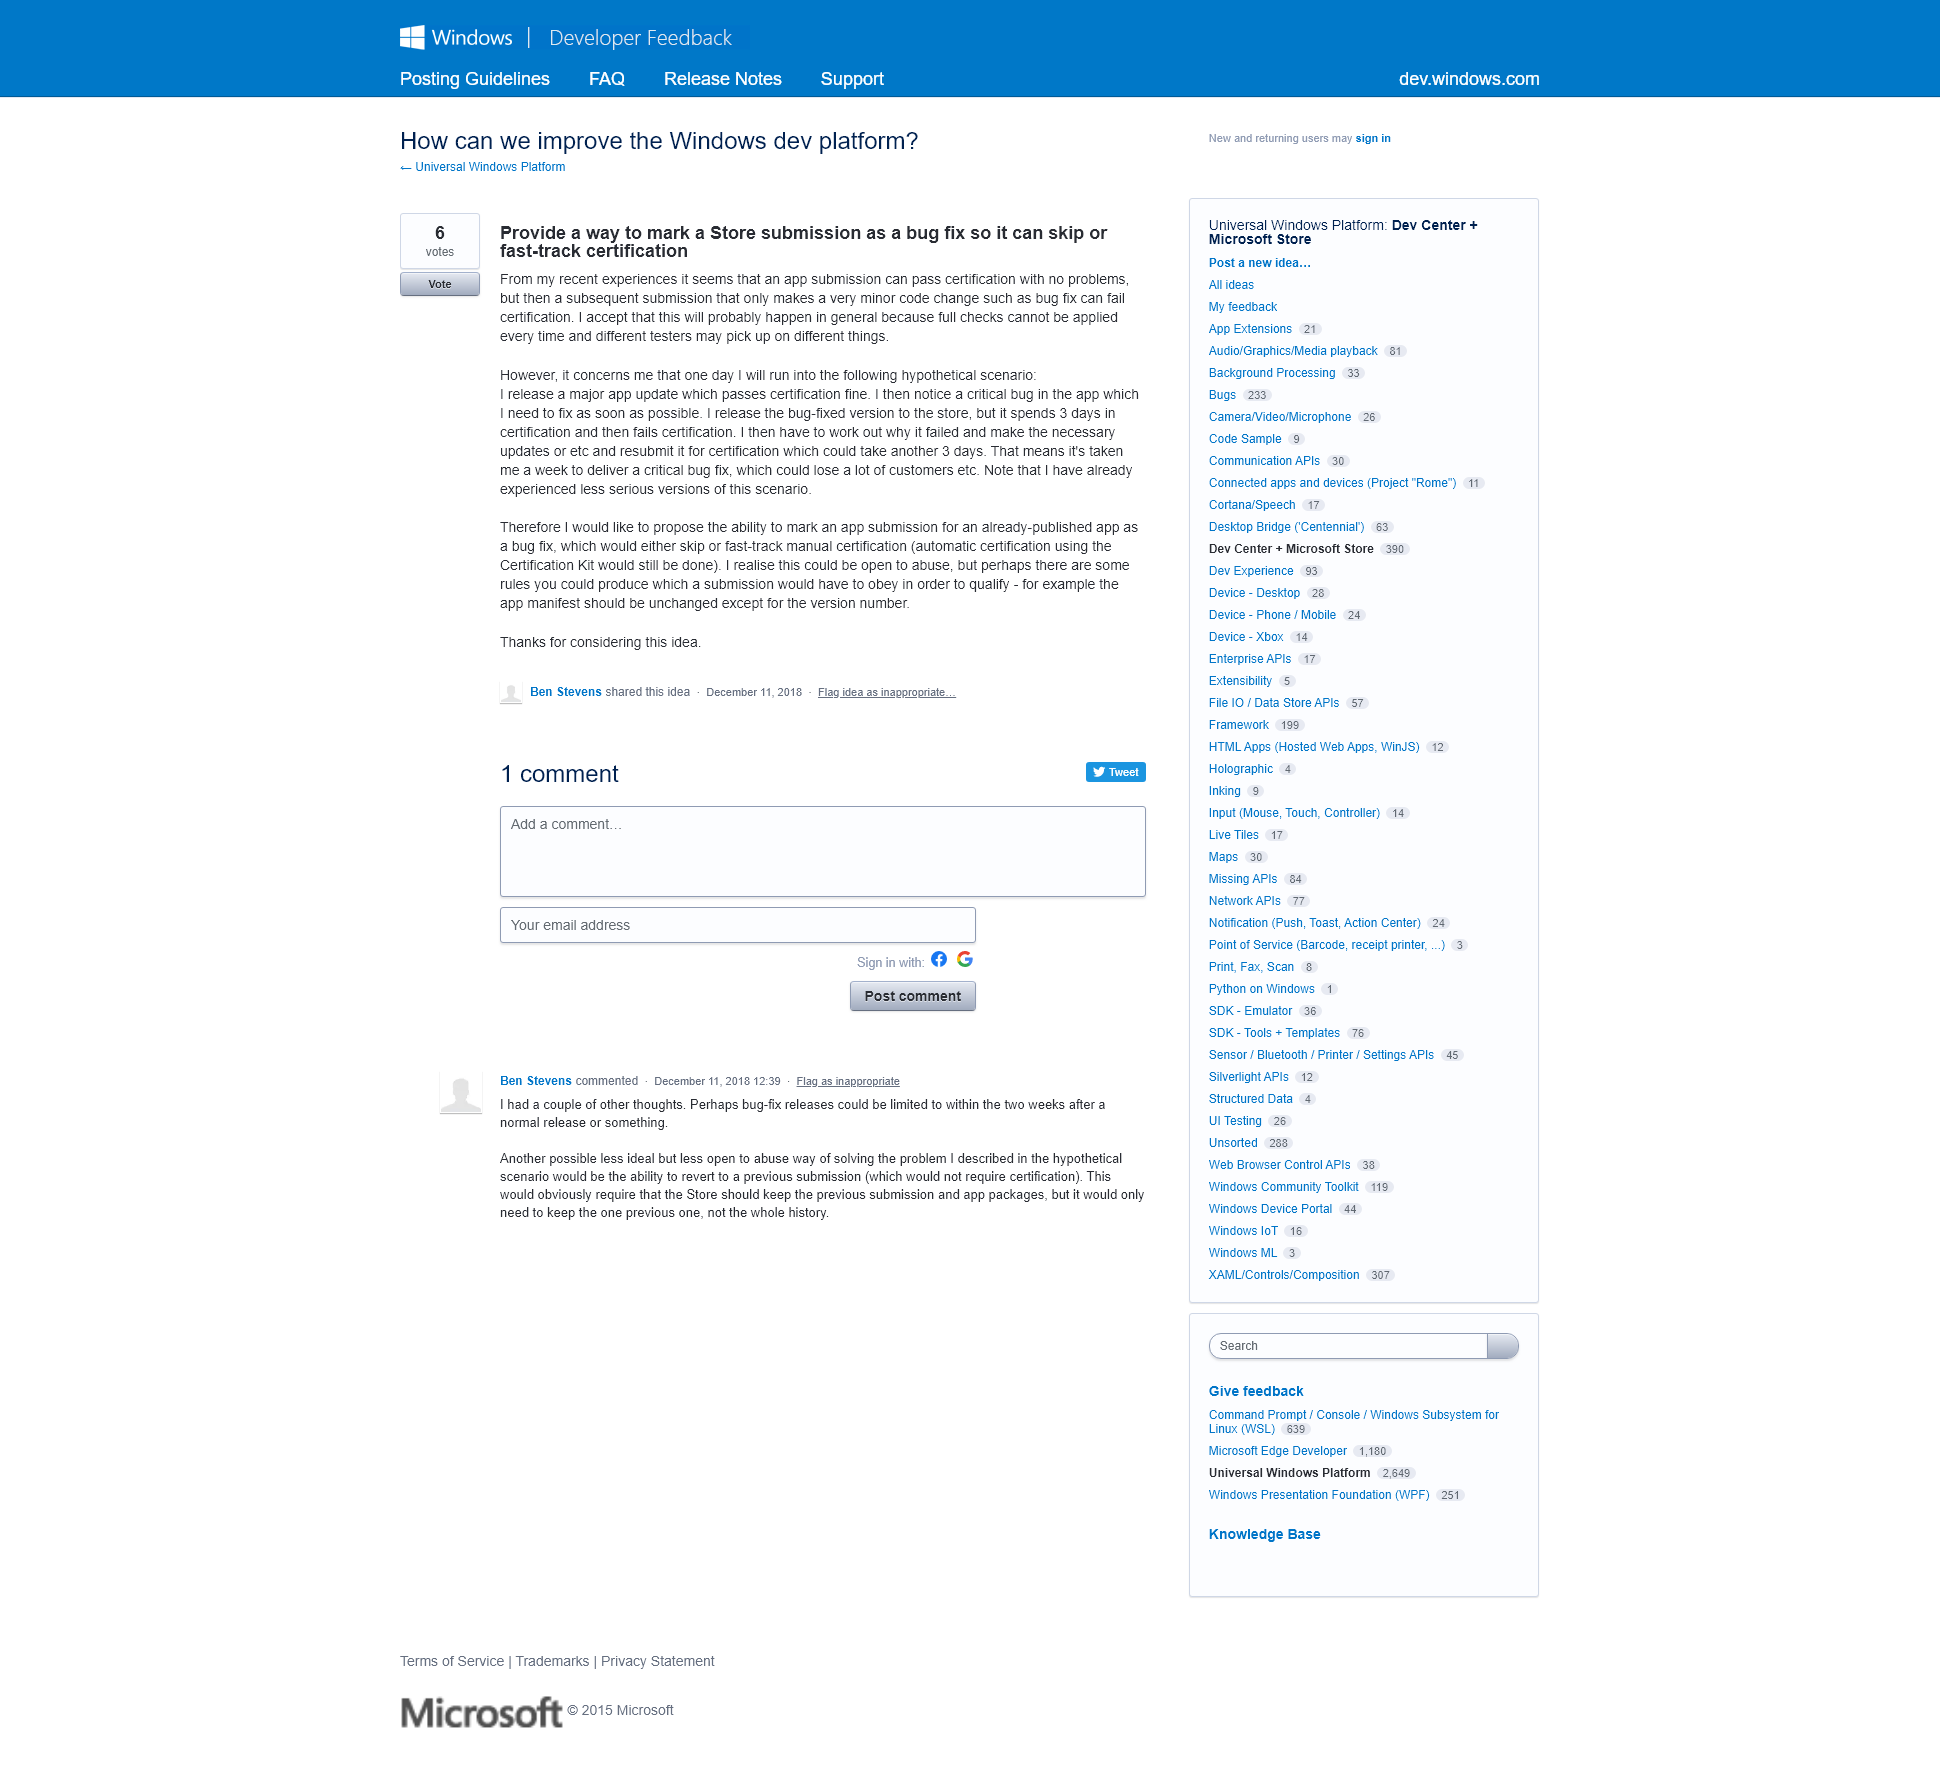 Windows | Developer Feedback
Posting Guidelines FAQ Release Notes Support dev.windows.com
How can we improve the Windows dev platform?
← Universal Windows Platform
New and returning users may sign in
6
votes
Vote
Provide a way to mark a Store submission as a bug fix so it can skip or
fast-track certification
From my recent experiences it seems that an app submission can pass certification with no problems,
but then a subsequent submission that only makes a very minor code change such as bug fix can fail
certification. I accept that this will probably happen in general because full checks cannot be applied
every time and different testers may pick up on different things.
However, it concerns me that one day I will run into the following hypothetical scenario:
I release a major app update which passes certification fine. I then notice a critical bug in the app which
I need to fix as soon as possible. I release the bug-fixed version to the store, but it spends 3 days in
certification and then fails certification. I then have to work out why it failed and make the necessary
updates or etc and resubmit it for certification which could take another 3 days. That means it's taken
me a week to deliver a critical bug fix, which could lose a lot of customers etc. Note that I have already
experienced less serious versions of this scenario.
Therefore I would like to propose the ability to mark an app submission for an already-published app as
a bug fix, which would either skip or fast-track manual certification (automatic certification using the
Certification Kit would still be done). I realise this could be open to abuse, but perhaps there are some
rules you could produce which a submission would have to obey in order to qualify - for example the
app manifest should be unchanged except for the version number.
Thanks for considering this idea.
Ben Stevens shared this idea · December 11, 2018 · Flag idea as inappropriate…
1 comment
Tweet
Add a comment…
Your email address
Sign in with:
Post comment
Ben Stevens commented · December 11, 2018 12:39 · Flag as inappropriate
I had a couple of other thoughts. Perhaps bug-fix releases could be limited to within the two weeks after a
normal release or something.
Another possible less ideal but less open to abuse way of solving the problem I described in the hypothetical
scenario would be the ability to revert to a previous submission (which would not require certification). This
would obviously require that the Store should keep the previous submission and app packages, but it would only
need to keep the one previous one, not the whole history.
Universal Windows Platform: Dev Center +
Microsoft Store
Post a new idea…
All ideas
My feedback
App Extensions 21
Audio/Graphics/Media playback 81
Background Processing 33
Bugs 233
Camera/Video/Microphone 26
Code Sample 9
Communication APIs 30
Connected apps and devices (Project "Rome") 11
Cortana/Speech 17
Desktop Bridge ('Centennial') 63
Dev Center + Microsoft Store 390
Dev Experience 93
Device - Desktop 28
Device - Phone / Mobile 24
Device - Xbox 14
Enterprise APIs 17
Extensibility 5
File IO / Data Store APIs 57
Framework 199
HTML Apps (Hosted Web Apps, WinJS) 12
Holographic 4
Inking 9
Input (Mouse, Touch, Controller) 14
Live Tiles 17
Maps 30
Missing APIs 84
Network APIs 77
Notification (Push, Toast, Action Center) 24
Point of Service (Barcode, receipt printer, ...) 3
Print, Fax, Scan 8
Python on Windows 1
SDK - Emulator 36
SDK - Tools + Templates 76
Sensor / Bluetooth / Printer / Settings APIs 45
Silverlight APIs 12
Structured Data 4
UI Testing 26
Unsorted 288
Web Browser Control APIs 38
Windows Community Toolkit 119
Windows Device Portal 44
Windows IoT 16
Windows ML 3
XAML/Controls/Composition 307
Search
Give feedback
Command Prompt / Console / Windows Subsystem for
Linux (WSL) 639
Microsoft Edge Developer 1,180
Universal Windows Platform 2,649
Windows Presentation Foundation (WPF) 251
Knowledge Base
Terms of Service | Trademarks | Privacy Statement
Microsoft © 2015 Microsoft